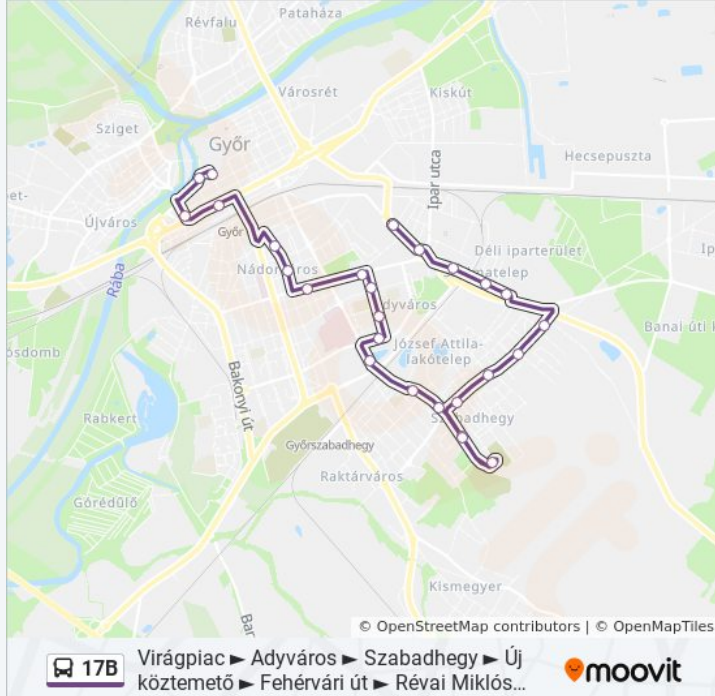 Révfalu
Pataháza
Városrét
Kiskút
Sziget
Győr
Ipar utca
Hecsepuszta
Újváros
Győr
Déli iparterület
Nádorváros
Rába
Adyváros
József Attila-
lakótelep
Banai úti
Bakonyi út
Rabkert
Szabadhegy
Győrszabadhegy
Raktárváros
Górédűlő
Kismegyer
© OpenStreetMap contributors | © OpenMapTiles
17B
Virágpiac ► Adyváros ► Szabadhegy ► Új
köztemető ► Fehérvári út ► Révai Miklós...
moovit